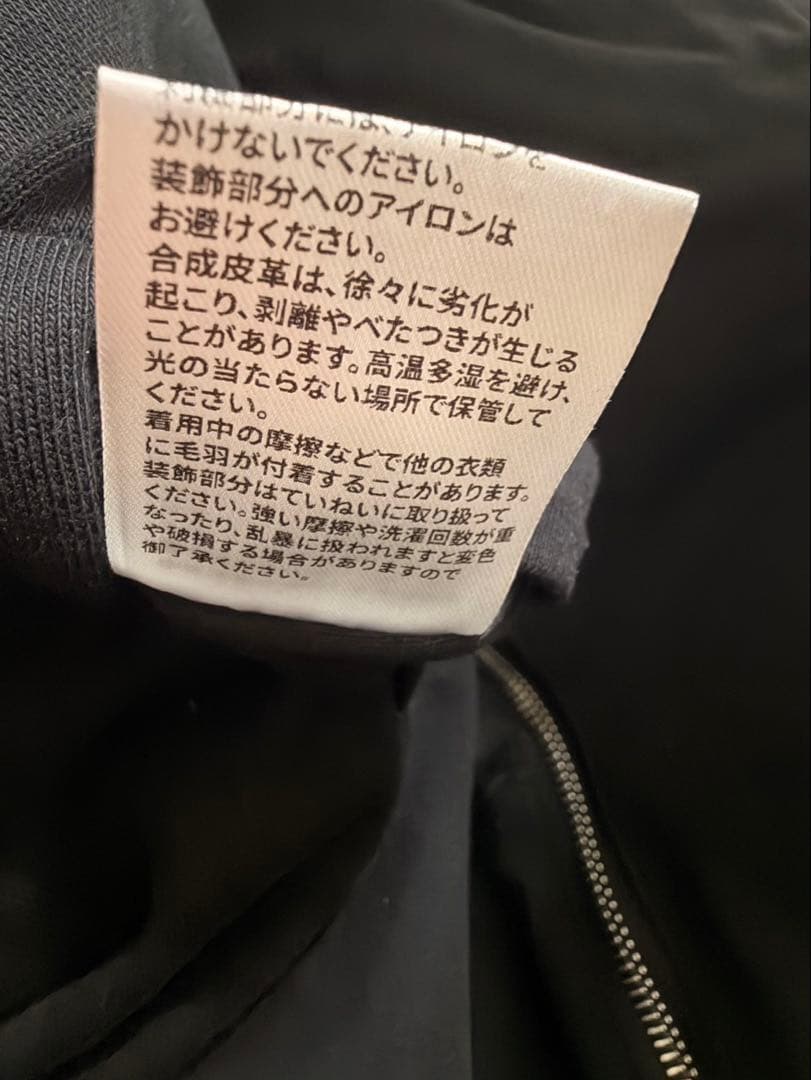 部分には、アイロンを
かけないでください。
装飾部分へのアイロンは
お避けください。
合成皮革は、徐々に劣化が
起こり、剥離やべたつきが生じる
ことがあります。高温多湿を避け、
光の当たらない場所で保管して
ください。
着用中の摩擦などで他の衣類
に毛羽が付着することがあります。
装飾部分はていねいに取り扱って
ください。強い摩擦や洗濯回数が重
なったり、乱暴に扱われますと変色
や破損する場合がありますので
御了承ください。